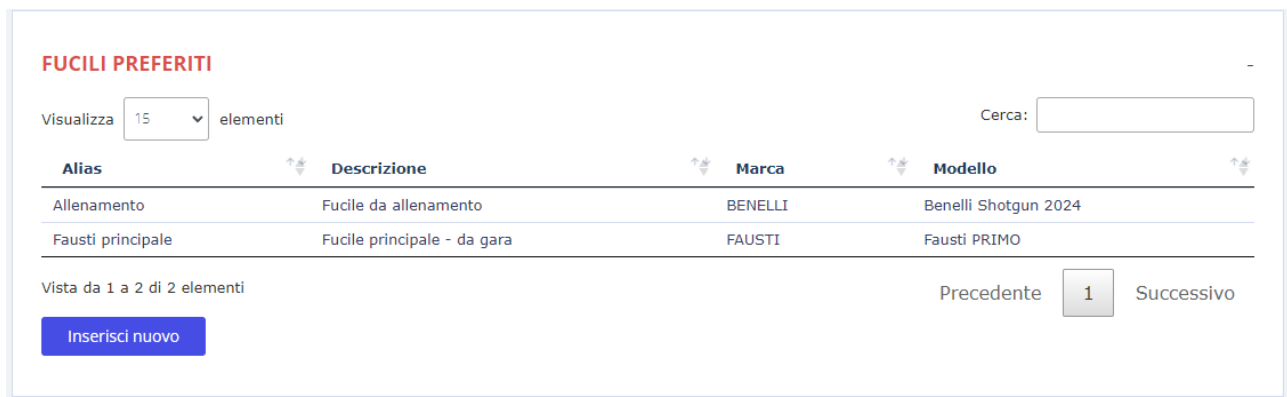 FUCILI PREFERITI
-
Visualizza 15 elementi Cerca:
Alias Descrizione Marca Modello
Allenamento Fucile da allenamento BENELLI Benelli Shotgun 2024
Fausti principale Fucile principale - da gara FAUSTI Fausti PRIMO
Vista da 1 a 2 di 2 elementi Precedente 1 Successivo
Inserisci nuovo